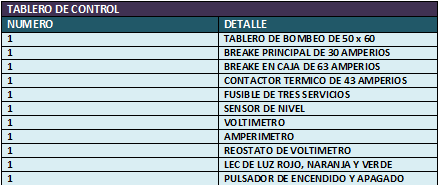 TABLERO DE CONTROL
NUMERO DETALLE
1 TABLERO DE BOMBEO DE 50 x 60
1 BREAKE PRINCIPAL DE 30 AMPERIOS
1 BREAKE EN CAJA DE 63 AMPERIOS
1 CONTACTOR TERMICO DE 43 AMPERIOS
1 FUSIBLE DE TRES SERVICIOS
1 SENSOR DE NIVEL
1 VOLTIMETRO
1 AMPERIMETRO
1 REOSTATO DE VOLTIMETRO
1 LEC DE LUZ ROJO, NARANJA Y VERDE
1 PULSADOR DE ENCENDIDO Y APAGADO